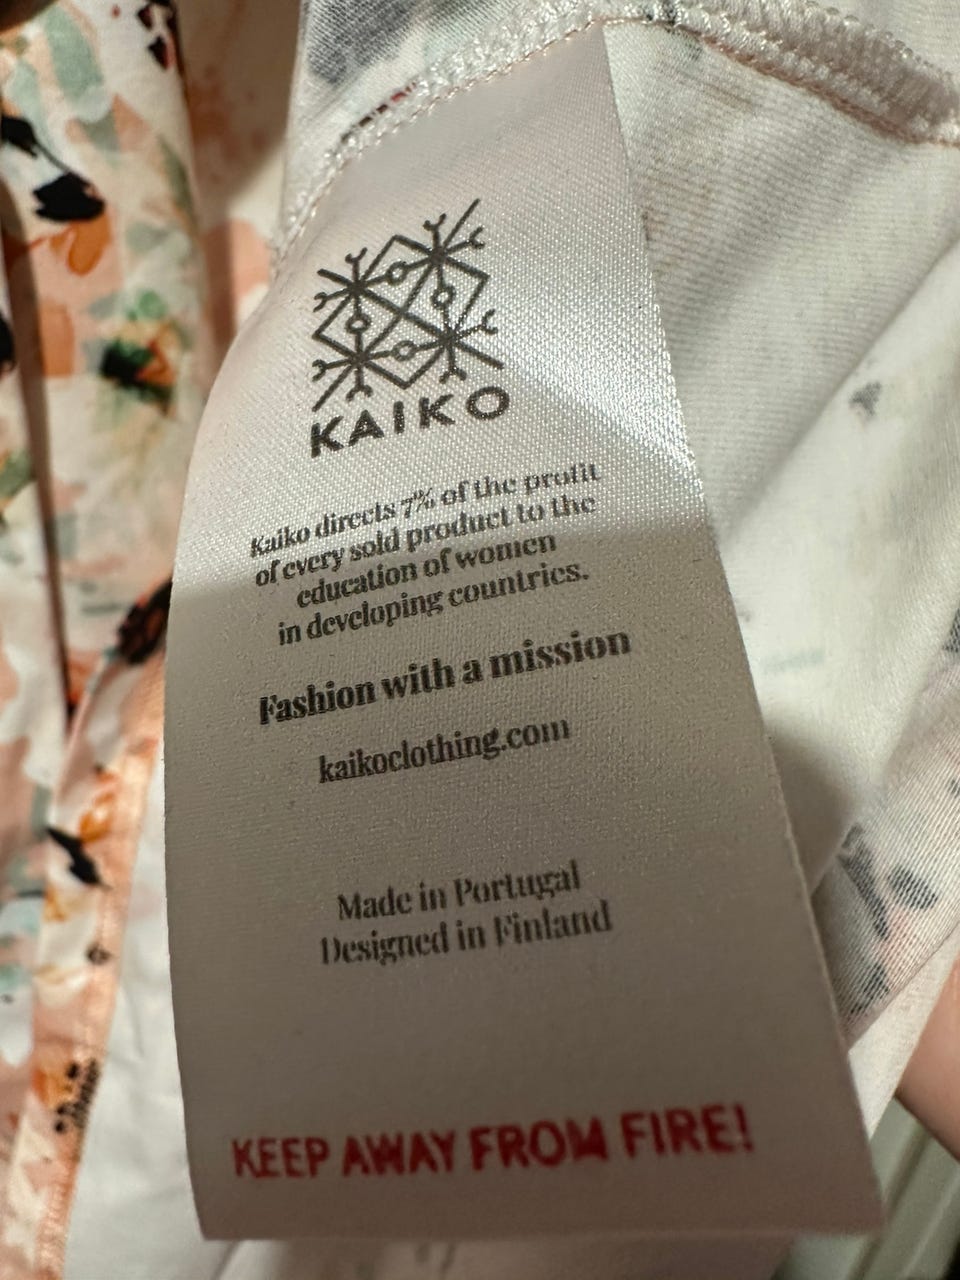 KAIKO
Kaiko directs 7% of the profit
of every sold product to the
education of women
in developing countries.
Fashion with a mission
kaikoclothing.com
Made in Portugal
Designed in Finland
KEEP AWAY FROM FIRE!